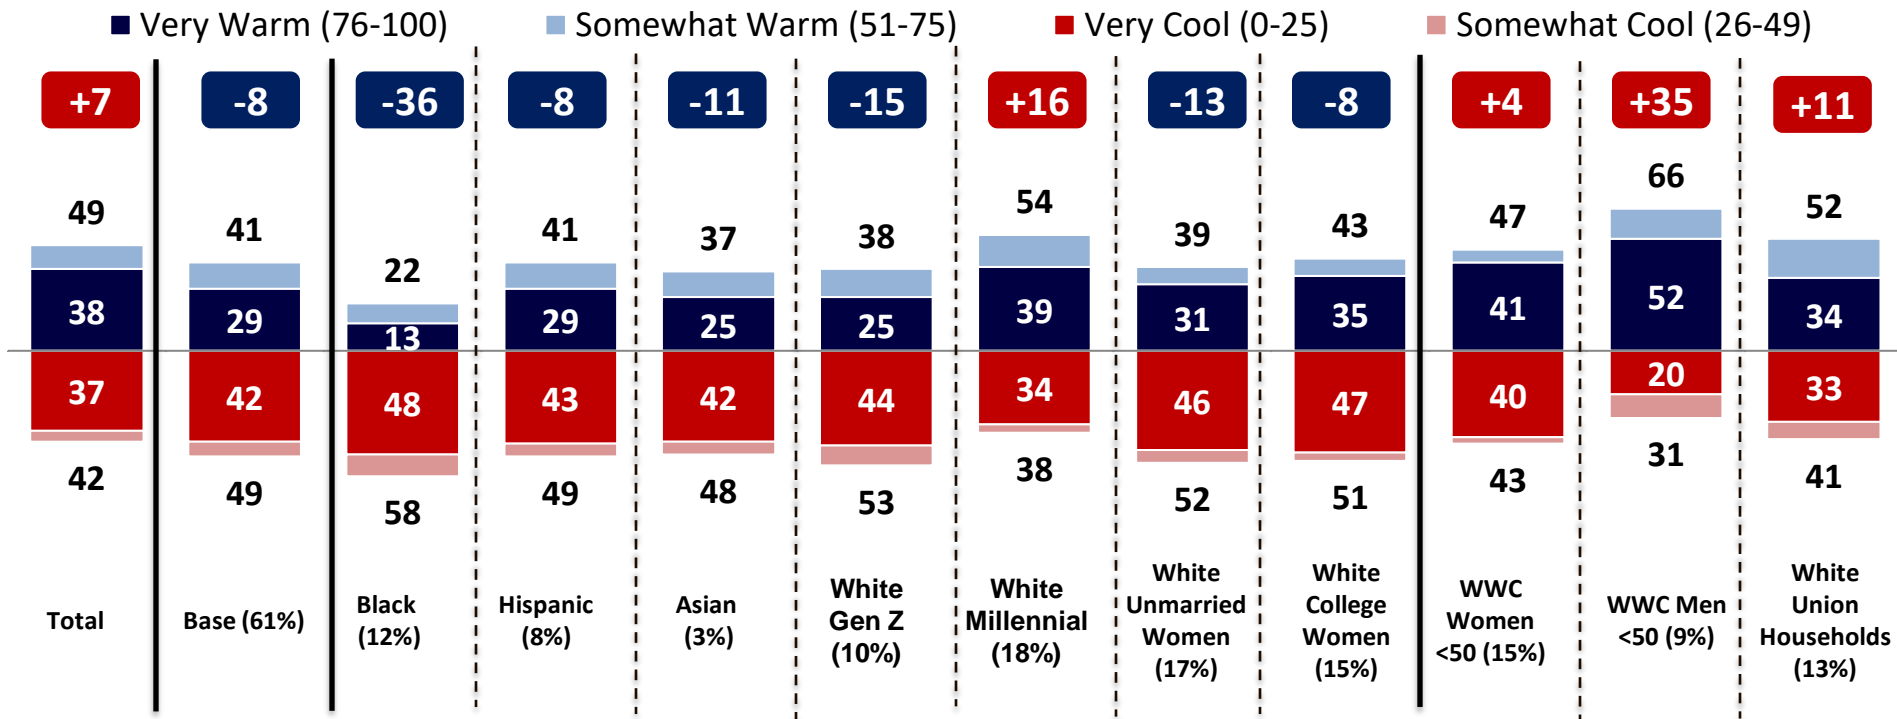 Very Warm (76-100) Somewhat Warm (51-75) Very Cool (0-25) Somewhat Cool (26-49)
+7 -8 -36 -8 -11 -15 +16 -13 -8 +4 +35 +11
49 41 22 41 37 38 54 39 43 47 66 52
38 29 13 29 25 25 39 31 35 41 52 34
37 42 48 43 42 44 34 46 47 40 20 33
42 49 58 49 48 53 38 52 51 43 31 41
Total
Base (61%)
Black
(12%)
Hispanic
(8%)
Asian
(3%)
White
Gen Z
(10%)
White
Millennial
(18%)
White
Unmarried
Women
(17%)
White
College
Women
(15%)
WWC
Women
<50 (15%)
WWC Men
<50 (9%)
White
Union
Households
(13%)